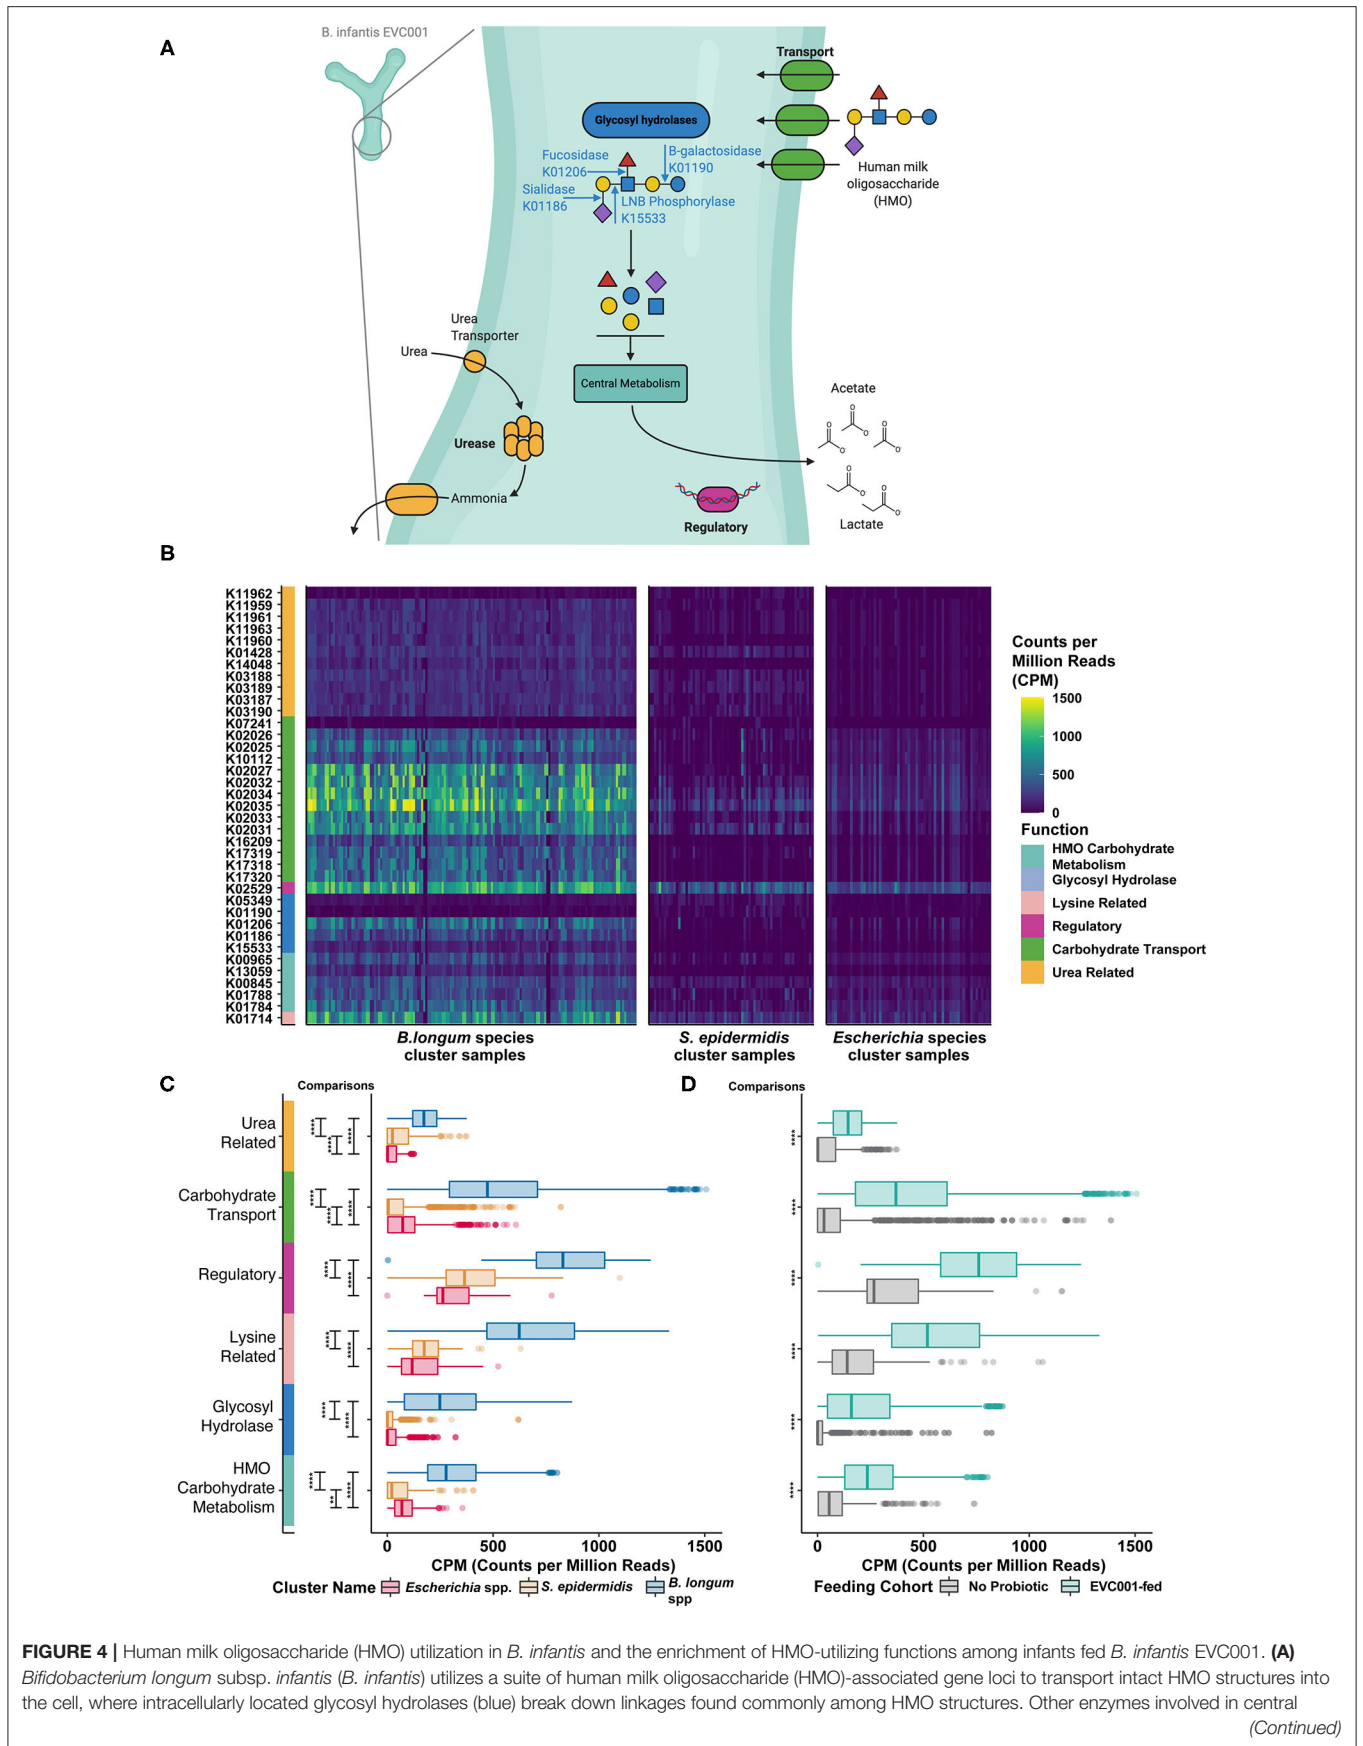 A
B. infantis EVC001
Transport
Glycosyl hydrolases
Fucosidase
K01206
B-galactosidase
K01190
Sialidase
K01186
LNB Phosphorylase
K15533
Human milk
oligosaccharide
(HMO)
Urea
Transporter
Urea
Central Metabolism
Acetate
Urease
Ammonia
Regulatory
Lactate
B
K11962
K11959
K11961
K11963
K11960
K01428
K14048
K03188
K03189
K03187
K03190
K07241
K02026
K02025
K10112
K02027
K02032
K02034
K02035
K02033
K02031
K16209
K17319
K17318
K17320
K02529
K05349
K01190
K01206
K01186
K15533
K00965
K13059
K00845
K01788
K01784
K01714
B.longum species
cluster samples
S. epidermidis
cluster samples
Escherichia species
cluster samples
Counts per
Million Reads
(CPM)
1500
1000
500
0
Function
HMO Carbohydrate
Metabolism
Glycosyl Hydrolase
Lysine Related
Regulatory
Carbohydrate Transport
Urea Related
C
Comparisons
Urea
Related
Carbohydrate
Transport
Regulatory
Lysine
Related
Glycosyl
Hydrolase
HMO
Carbohydrate
Metabolism
0 500 1000 1500
CPM (Counts per Million Reads)
Cluster Name Escherichia spp. S. epidermidis B. longum
spp
D
Comparisons
0 500 1000 1500
CPM (Counts per Million Reads)
Feeding Cohort No Probiotic EVC001-fed
FIGURE 4 | Human milk oligosaccharide (HMO) utilization in B. infantis and the enrichment of HMO-utilizing functions among infants fed B. infantis EVC001. (A)
Bifidobacterium longum subsp. infantis (B. infantis) utilizes a suite of human milk oligosaccharide (HMO)-associated gene loci to transport intact HMO structures into
the cell, where intracellularly located glycosyl hydrolases (blue) break down linkages found commonly among HMO structures. Other enzymes involved in central
(Continued)